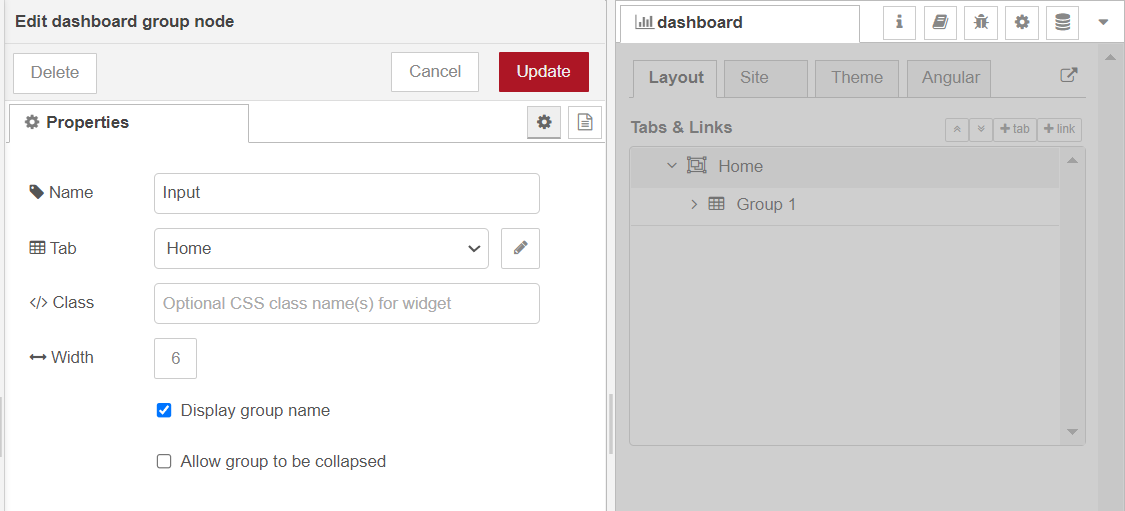 Edit dashboard group node
Delete
Cancel
Update
Properties
Name
Input
Tab
Home
Class
Optional CSS class name(s) for widget
Width
6
Display group name
Allow group to be collapsed
dashboard
Layout
Site
Theme
Angular
Tabs & Links
+tab
+link
Home
Group 1